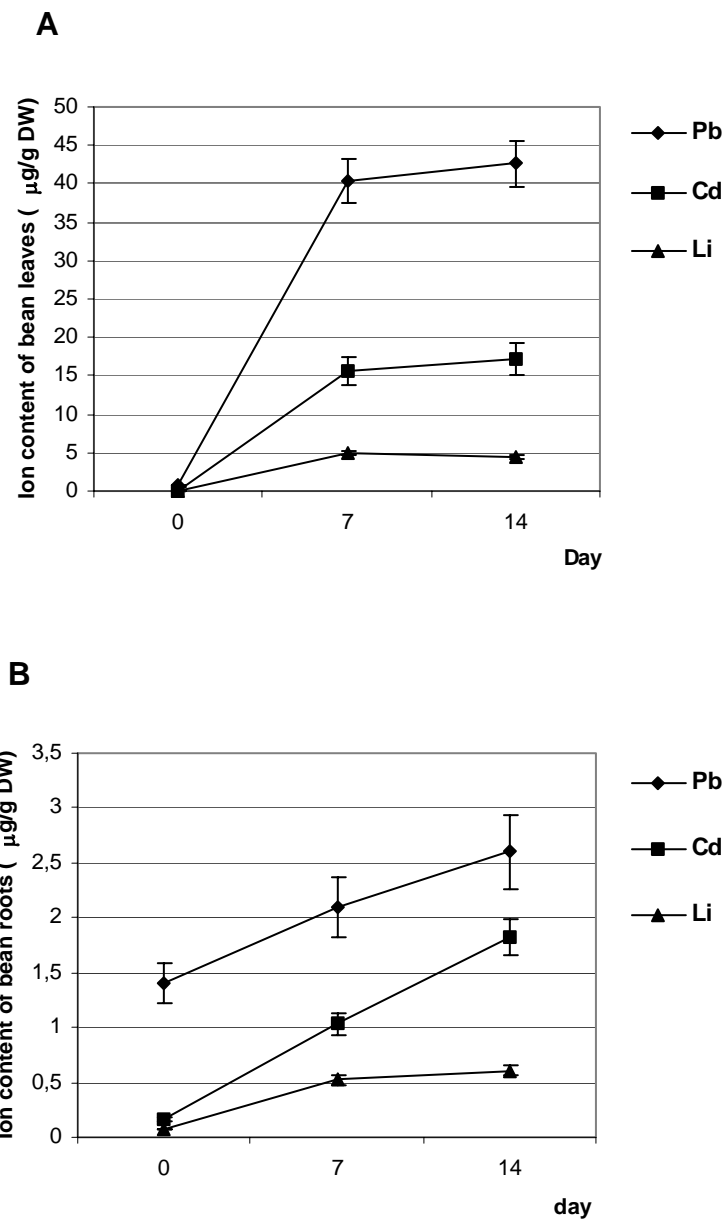 A
Ion content of bean leaves ( µg/g DW)
50
45
40
35
30
25
20
15
10
5
0
0 7 14
Day
Pb
Cd
Li
B
Ion content of bean roots ( µg/g DW)
3,5
3
2,5
2
1,5
1
0,5
0
0 7 14
day
Pb
Cd
Li